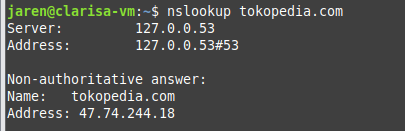 jaren@clarisa-vm:~$ nslookup tokopedia.com
Server:         127.0.0.53
Address:        127.0.0.53#53

Non-authoritative answer:
Name:   tokopedia.com
Address: 47.74.244.18